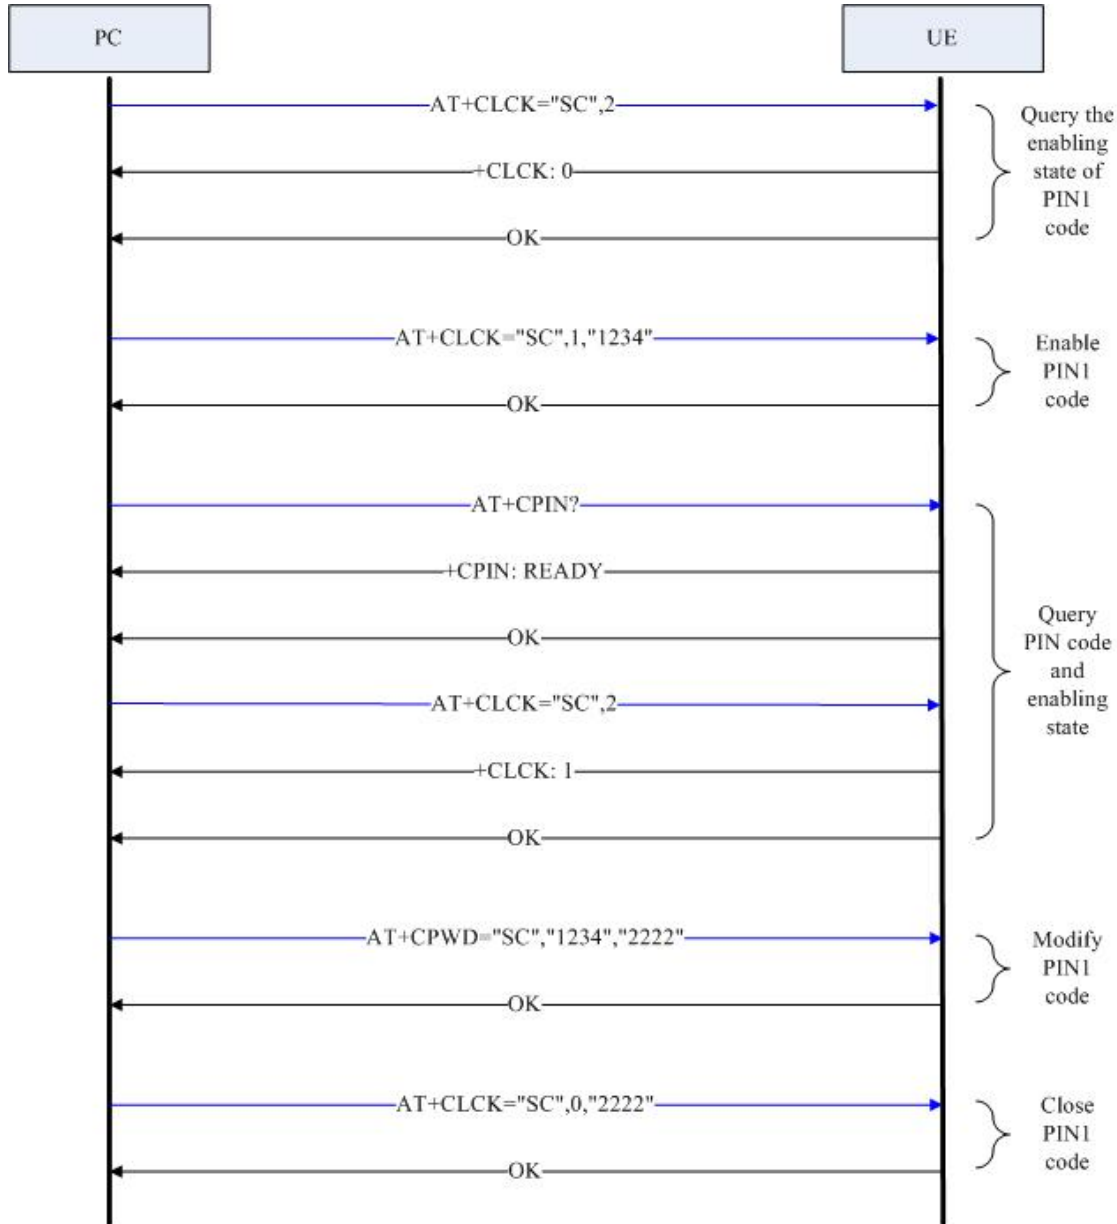 PC
UE
AT+CLCK="SC",2
+CLCK: 0
OK
Query the
enabling
state of
PIN1
code
AT+CLCK="SC",1,"1234"
OK
Enable
PIN1
code
AT+CPIN?
+CPIN: READY
OK
AT+CLCK="SC",2
+CLCK: 1
OK
Query
PIN code
and
enabling
state
AT+CPWD="SC","1234","2222"
OK
Modify
PIN1
code
AT+CLCK="SC",0,"2222"
OK
Close
PIN1
code